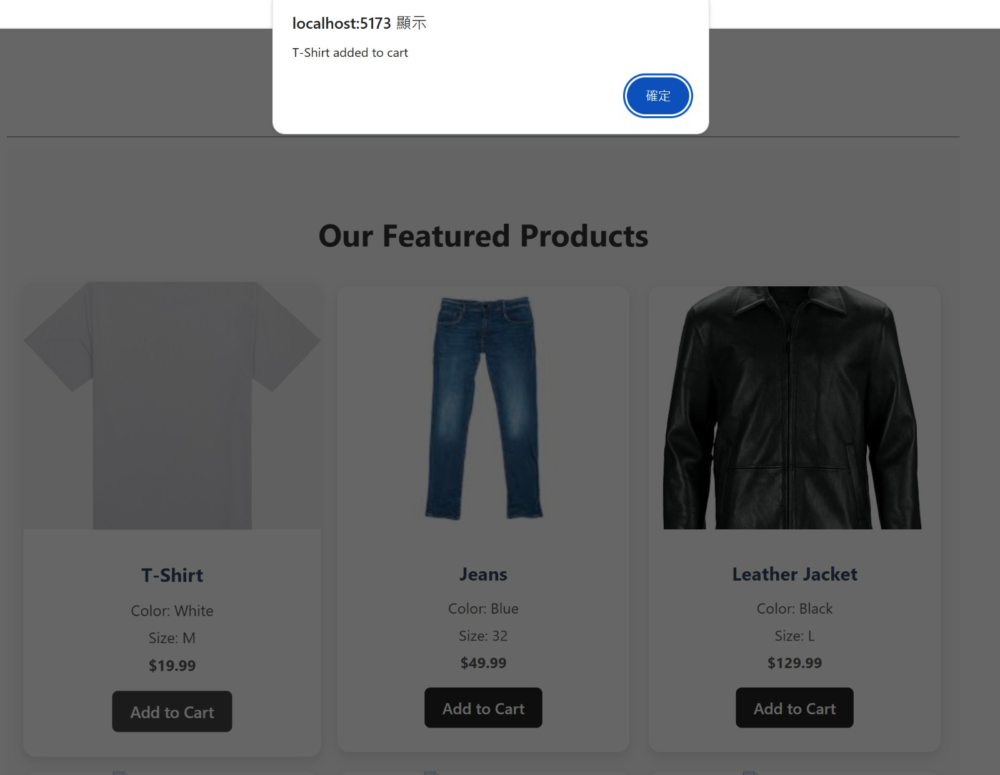 localhost:5173 顯示
T-Shirt added to cart
確定
Our Featured Products
T-Shirt
Color: White
Size: M
$19.99
Add to Cart
Jeans
Color: Blue
Size: 32
$49.99
Add to Cart
Leather Jacket
Color: Black
Size: L
$129.99
Add to Cart